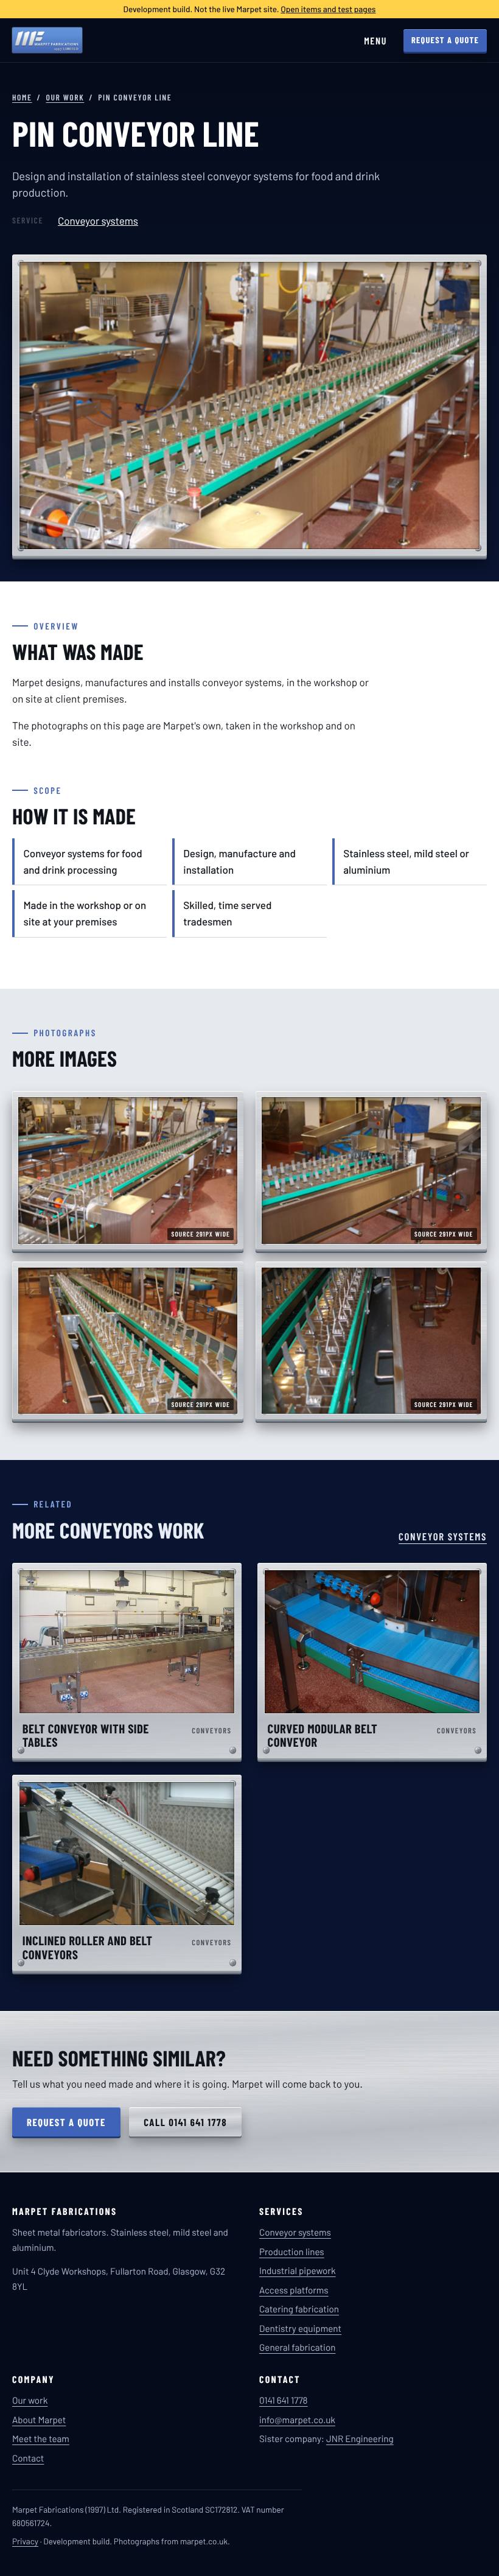 Development build. Not the live Marpet site. Open items and test pages
MARPET FABRICATIONS
MENU
REQUEST A QUOTE
HOME / OUR WORK / PIN CONVEYOR LINE
PIN CONVEYOR LINE
Design and installation of stainless steel conveyor systems for food and drink
production.
SERVICE Conveyor systems
OVERVIEW
WHAT WAS MADE
Marpet designs, manufactures and installs conveyor systems, in the workshop or
on site at client premises.
The photographs on this page are Marpet's own, taken in the workshop and on
site.
SCOPE
HOW IT IS MADE
Conveyor systems for food
and drink processing
Design, manufacture and
installation
Stainless steel, mild steel or
aluminium
Made in the workshop or on
site at your premises
Skilled, time served
tradesmen
PHOTOGRAPHS
MORE IMAGES
SOURCE 291PX WIDE
SOURCE 291PX WIDE
SOURCE 291PX WIDE
SOURCE 291PX WIDE
RELATED
MORE CONVEYORS WORK
CONVEYOR SYSTEMS
BELT CONVEYOR WITH SIDE
TABLES
CONVEYORS
CURVED MODULAR BELT
CONVEYOR
CONVEYORS
INCLINED ROLLER AND BELT
CONVEYORS
CONVEYORS
NEED SOMETHING SIMILAR?
Tell us what you need made and where it is going. Marpet will come back to you.
REQUEST A QUOTE
CALL 0141 641 1778
MARPET FABRICATIONS
Sheet metal fabricators. Stainless steel, mild steel and
aluminium.
Unit 4 Clyde Workshops, Fullarton Road, Glasgow, G32
8YL
SERVICES
Conveyor systems
Production lines
Industrial pipework
Access platforms
Catering fabrication
Dentistry equipment
General fabrication
COMPANY
Our work
About Marpet
Meet the team
Contact
CONTACT
0141 641 1778
info@marpet.co.uk
Sister company: JNR Engineering
Marpet Fabrications (1997) Ltd. Registered in Scotland SC172812. VAT number
680561724.
Privacy · Development build. Photographs from marpet.co.uk.